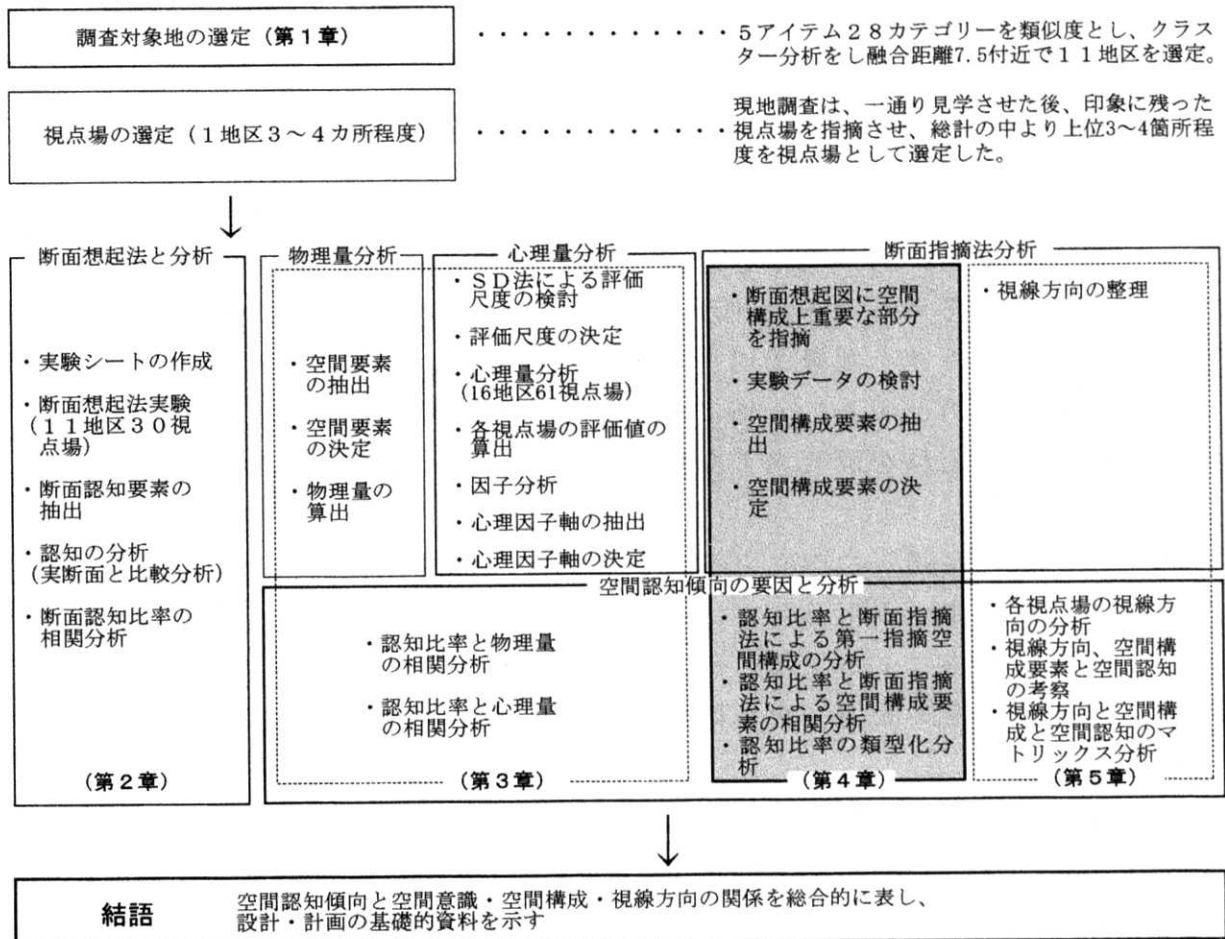 調査対象地の選定（第１章）
・・・・・・・・・・・・５アイテム２８カテゴリーを類似度とし、クラス
ター分析をし融合距離7.5付近で１１地区を選定。
視点場の選定（１地区３～４カ所程度）
現地調査は、一通り見学させた後、印象に残った
・・・・・・・・・・・・視点場を指摘させ、総計の中より上位3～4箇所程
度を視点場として選定した。
断面想起法と分析
・実験シートの作成
・断面想起法実験
（１１地区３０視
点場）
・断面認知要素の
抽出
・認知の分析
（実断面と比較分析）
・断面認知比率の
相関分析
（第２章）
物理量分析
・空間要素
の抽出
・空間要素
の決定
・物理量の
算出
心理量分析
・ＳＤ法による評価
尺度の検討
・評価尺度の決定
・心理量分析
(16地区61視点場)
・各視点場の評価値の
算出
・因子分析
・心理因子軸の抽出
・心理因子軸の決定
断面指摘法分析
・断面想起図に空間
構成上重要な部分
を指摘
・実験データの検討
・空間構成要素の抽
出
・空間構成要素の決
定
・視線方向の整理
空間認知傾向の要因と分析
・認知比率と物理量
の相関分析
・認知比率と心理量
の相関分析
（第３章）
・認知比率と断面指摘
法による第一指摘空
間構成の分析
・認知比率と断面指摘
法による空間構成要
素の相関分析
・認知比率の類型化分
析
（第４章）
・各視点場の視線方
向の分析
・視線方向、空間構
成要素と空間認知
の考察
・視線方向と空間構
成と空間認知のマ
トリックス分析
（第５章）
結語
空間認知傾向と空間意識・空間構成・視線方向の関係を総合的に表し、
設計・計画の基礎的資料を示す